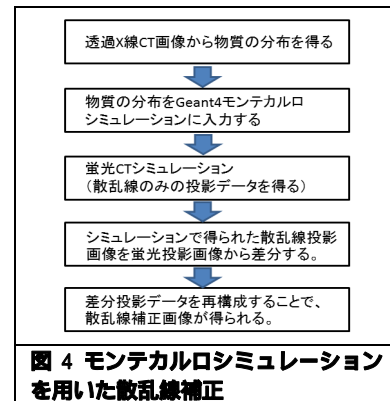 透過X線CT画像から物質の分布を得る
物質の分布をGeant4モンテカルロ
シミュレーションに入力する
蛍光CTシミュレーション
（散乱線のみの投影データを得る）
シミュレーションで得られた散乱線投影
画像を蛍光投影画像から差分する。
差分投影データを再構成することで、
散乱線補正画像が得られる。
図 4 モンテカルロシミュレーション
を用いた散乱線補正